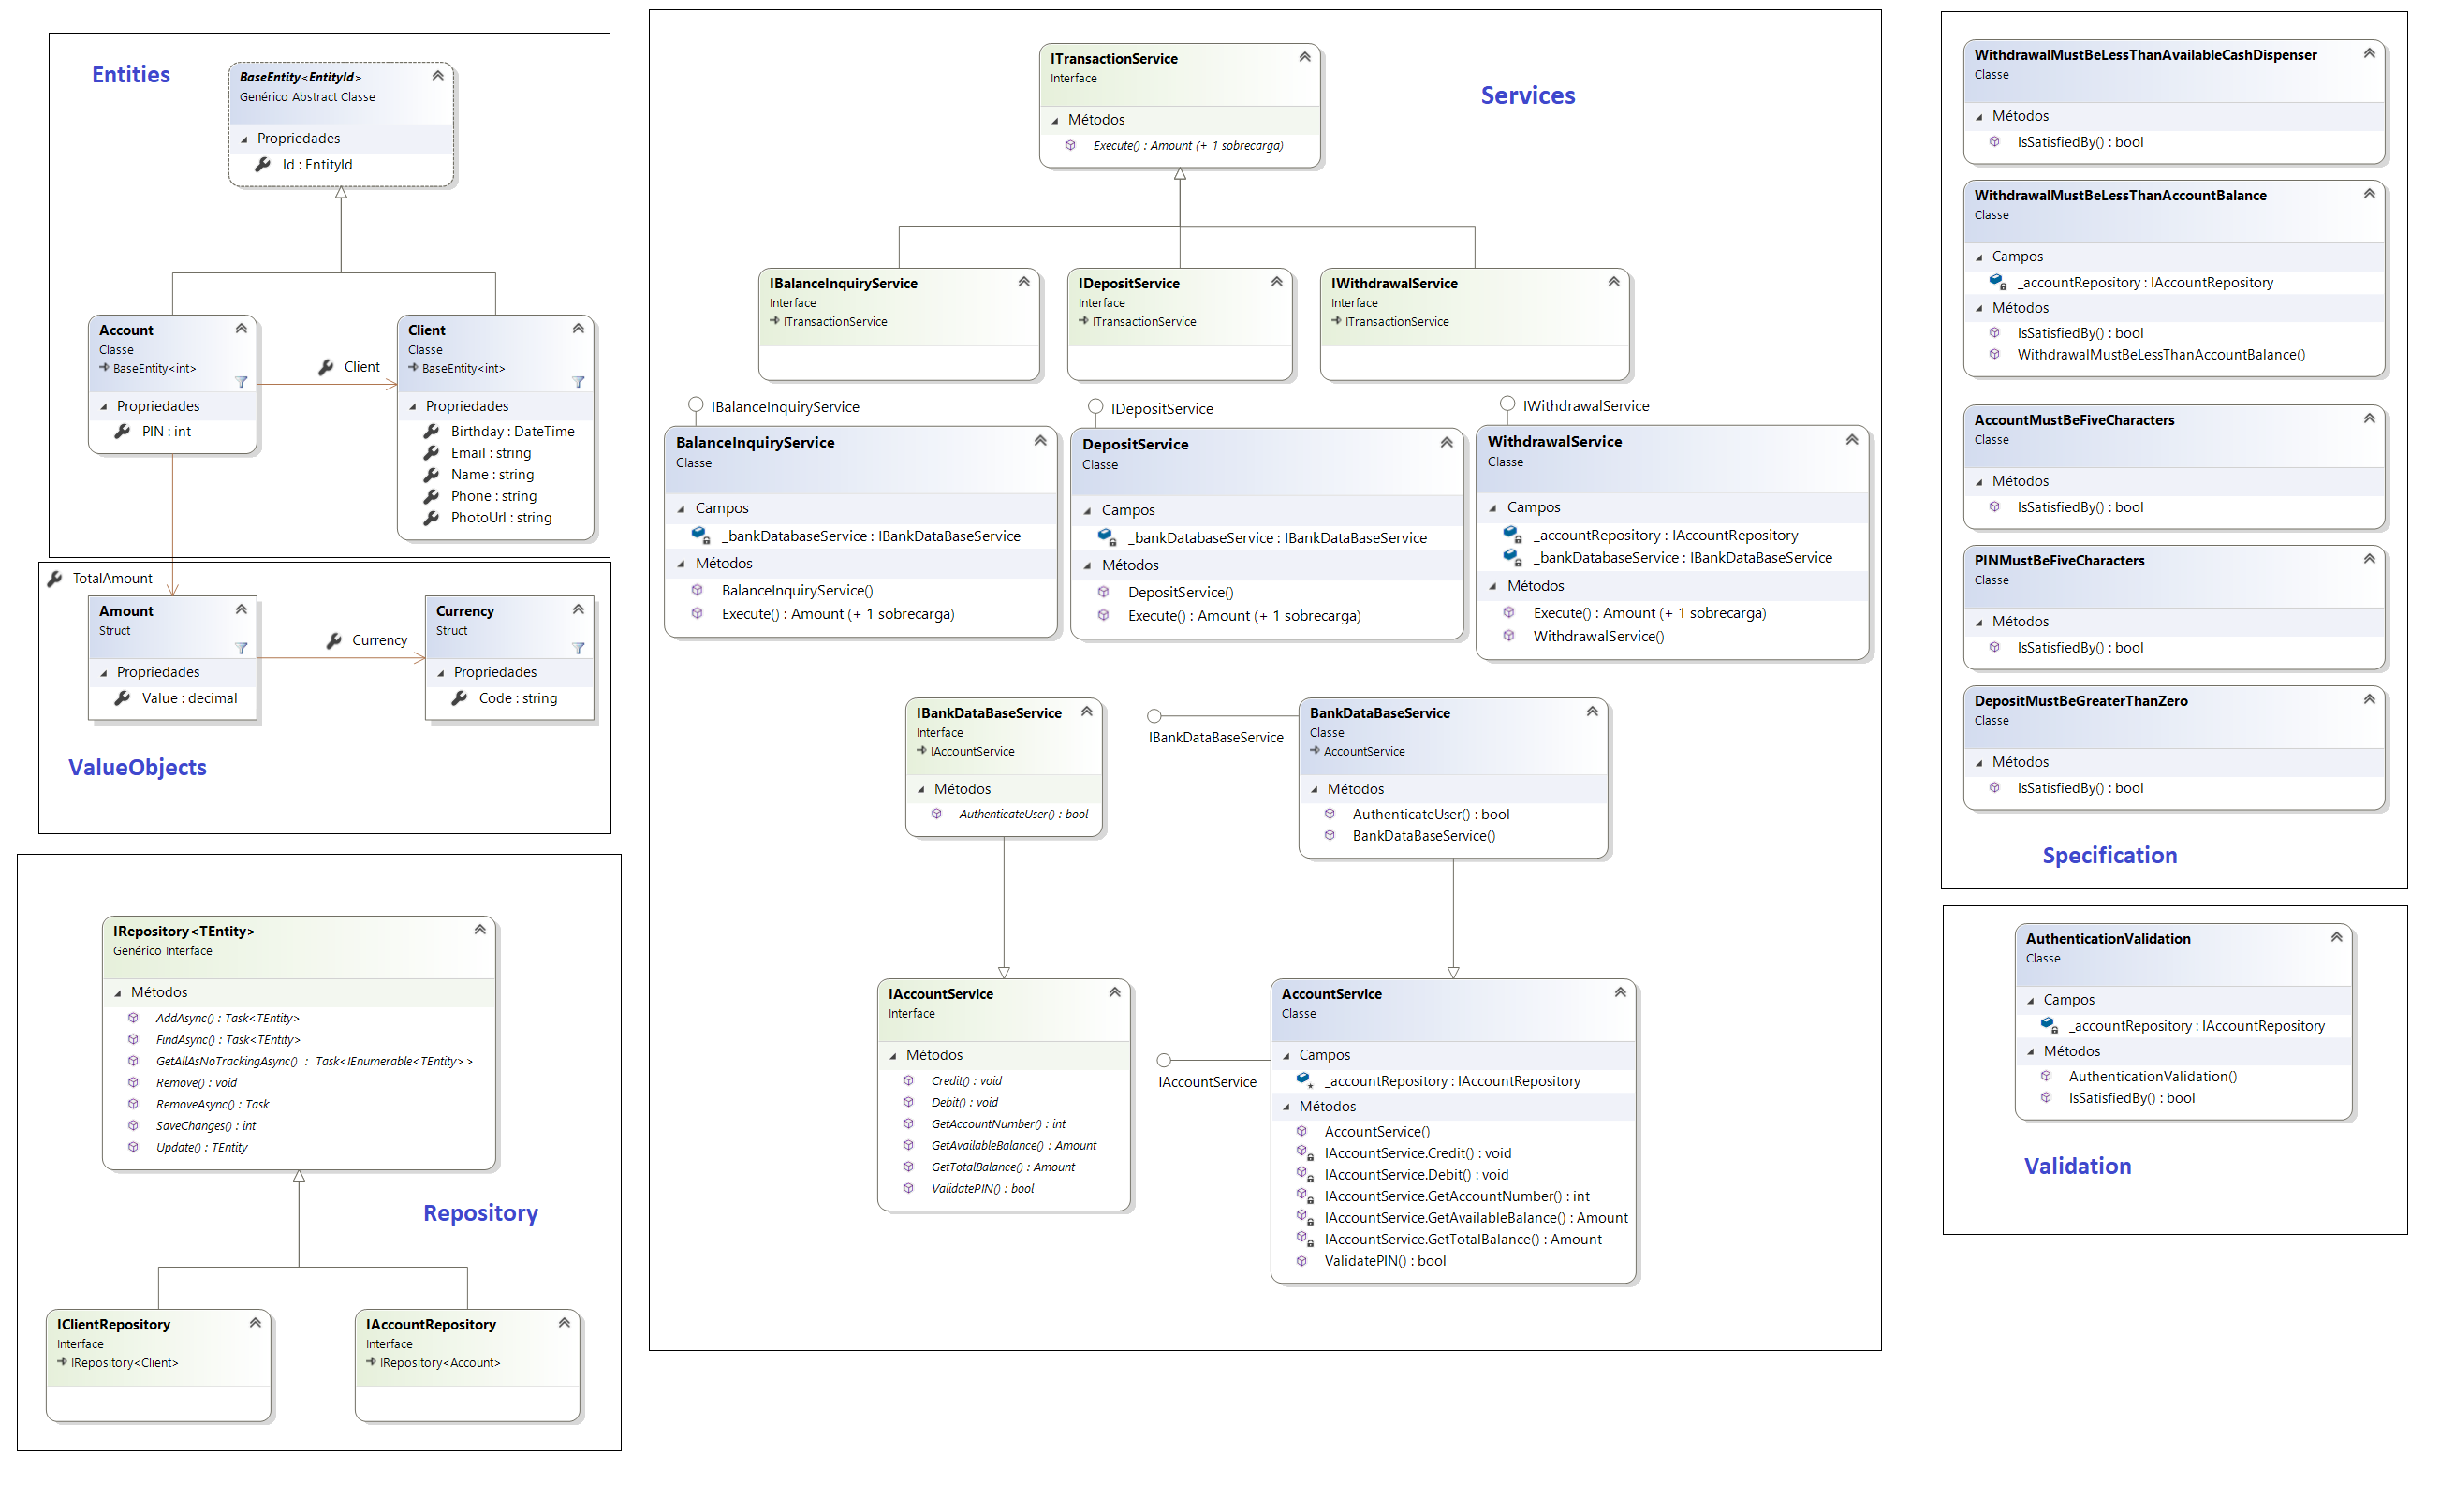 Entities
BaseEntity<EntityId>
Genérico Abstract Classe
Propriedades
Id : EntityId
Account
Classe
BaseEntity<int>
Propriedades
PIN : int
Client
Client
Classe
BaseEntity<int>
Propriedades
Birthday : DateTime
Email : string
Name : string
Phone : string
PhotoUrl : string
TotalAmount
Amount
Struct
Propriedades
Value : decimal
Currency
Currency
Struct
Propriedades
Code : string
ValueObjects
IRepository<TEntity>
Genérico Interface
Métodos
AddAsync() : Task<TEntity>
FindAsync() : Task<TEntity>
GetAllAsNoTrackingAsync() : Task<IEnumerable<TEntity>>
Remove() : void
RemoveAsync() : Task
SaveChanges() : int
Update() : TEntity
Repository
IClientRepository
Interface
IRepository<Client>
IAccountRepository
Interface
IRepository<Account>
Services
ITransactionService
Interface
Métodos
Execute() : Amount (+ 1 sobrecarga)
IBalanceInquiryService
Interface
ITransactionService
IDepositService
Interface
ITransactionService
IWithdrawalService
Interface
ITransactionService
IBalanceInquiryService
BalanceInquiryService
Classe
Campos
_bankDatabaseService : IBankDataBaseService
Métodos
BalanceInquiryService()
Execute() : Amount (+ 1 sobrecarga)
IDepositService
DepositService
Classe
Campos
_bankDatabaseService : IBankDataBaseService
Métodos
DepositService()
Execute() : Amount (+ 1 sobrecarga)
IWithdrawalService
WithdrawalService
Classe
Campos
_accountRepository : IAccountRepository
_bankDatabaseService : IBankDataBaseService
Métodos
Execute() : Amount (+ 1 sobrecarga)
WithdrawalService()
IBankDataBaseService
Interface
IAccountService
Métodos
AuthenticateUser() : bool
IBankDataBaseService
BankDataBaseService
Classe
AccountService
Métodos
AuthenticateUser() : bool
BankDataBaseService()
IAccountService
Interface
Métodos
Credit() : void
Debit() : void
GetAccountNumber() : int
GetAvailableBalance() : Amount
GetTotalBalance() : Amount
ValidatePIN() : bool
IAccountService
AccountService
Classe
Campos
_accountRepository : IAccountRepository
Métodos
AccountService()
IAccountService.Credit() : void
IAccountService.Debit() : void
IAccountService.GetAccountNumber() : int
IAccountService.GetAvailableBalance() : Amount
IAccountService.GetTotalBalance() : Amount
ValidatePIN() : bool
WithdrawalMustBeLessThanAvailableCashDispenser
Classe
Métodos
IsSatisfiedBy() : bool
WithdrawalMustBeLessThanAccountBalance
Classe
Campos
_accountRepository : IAccountRepository
Métodos
IsSatisfiedBy() : bool
WithdrawalMustBeLessThanAccountBalance()
AccountMustBeFiveCharacters
Classe
Métodos
IsSatisfiedBy() : bool
PINMustBeFiveCharacters
Classe
Métodos
IsSatisfiedBy() : bool
DepositMustBeGreaterThanZero
Classe
Métodos
IsSatisfiedBy() : bool
Specification
AuthenticationValidation
Classe
Campos
_accountRepository : IAccountRepository
Métodos
AuthenticationValidation()
IsSatisfiedBy() : bool
Validation